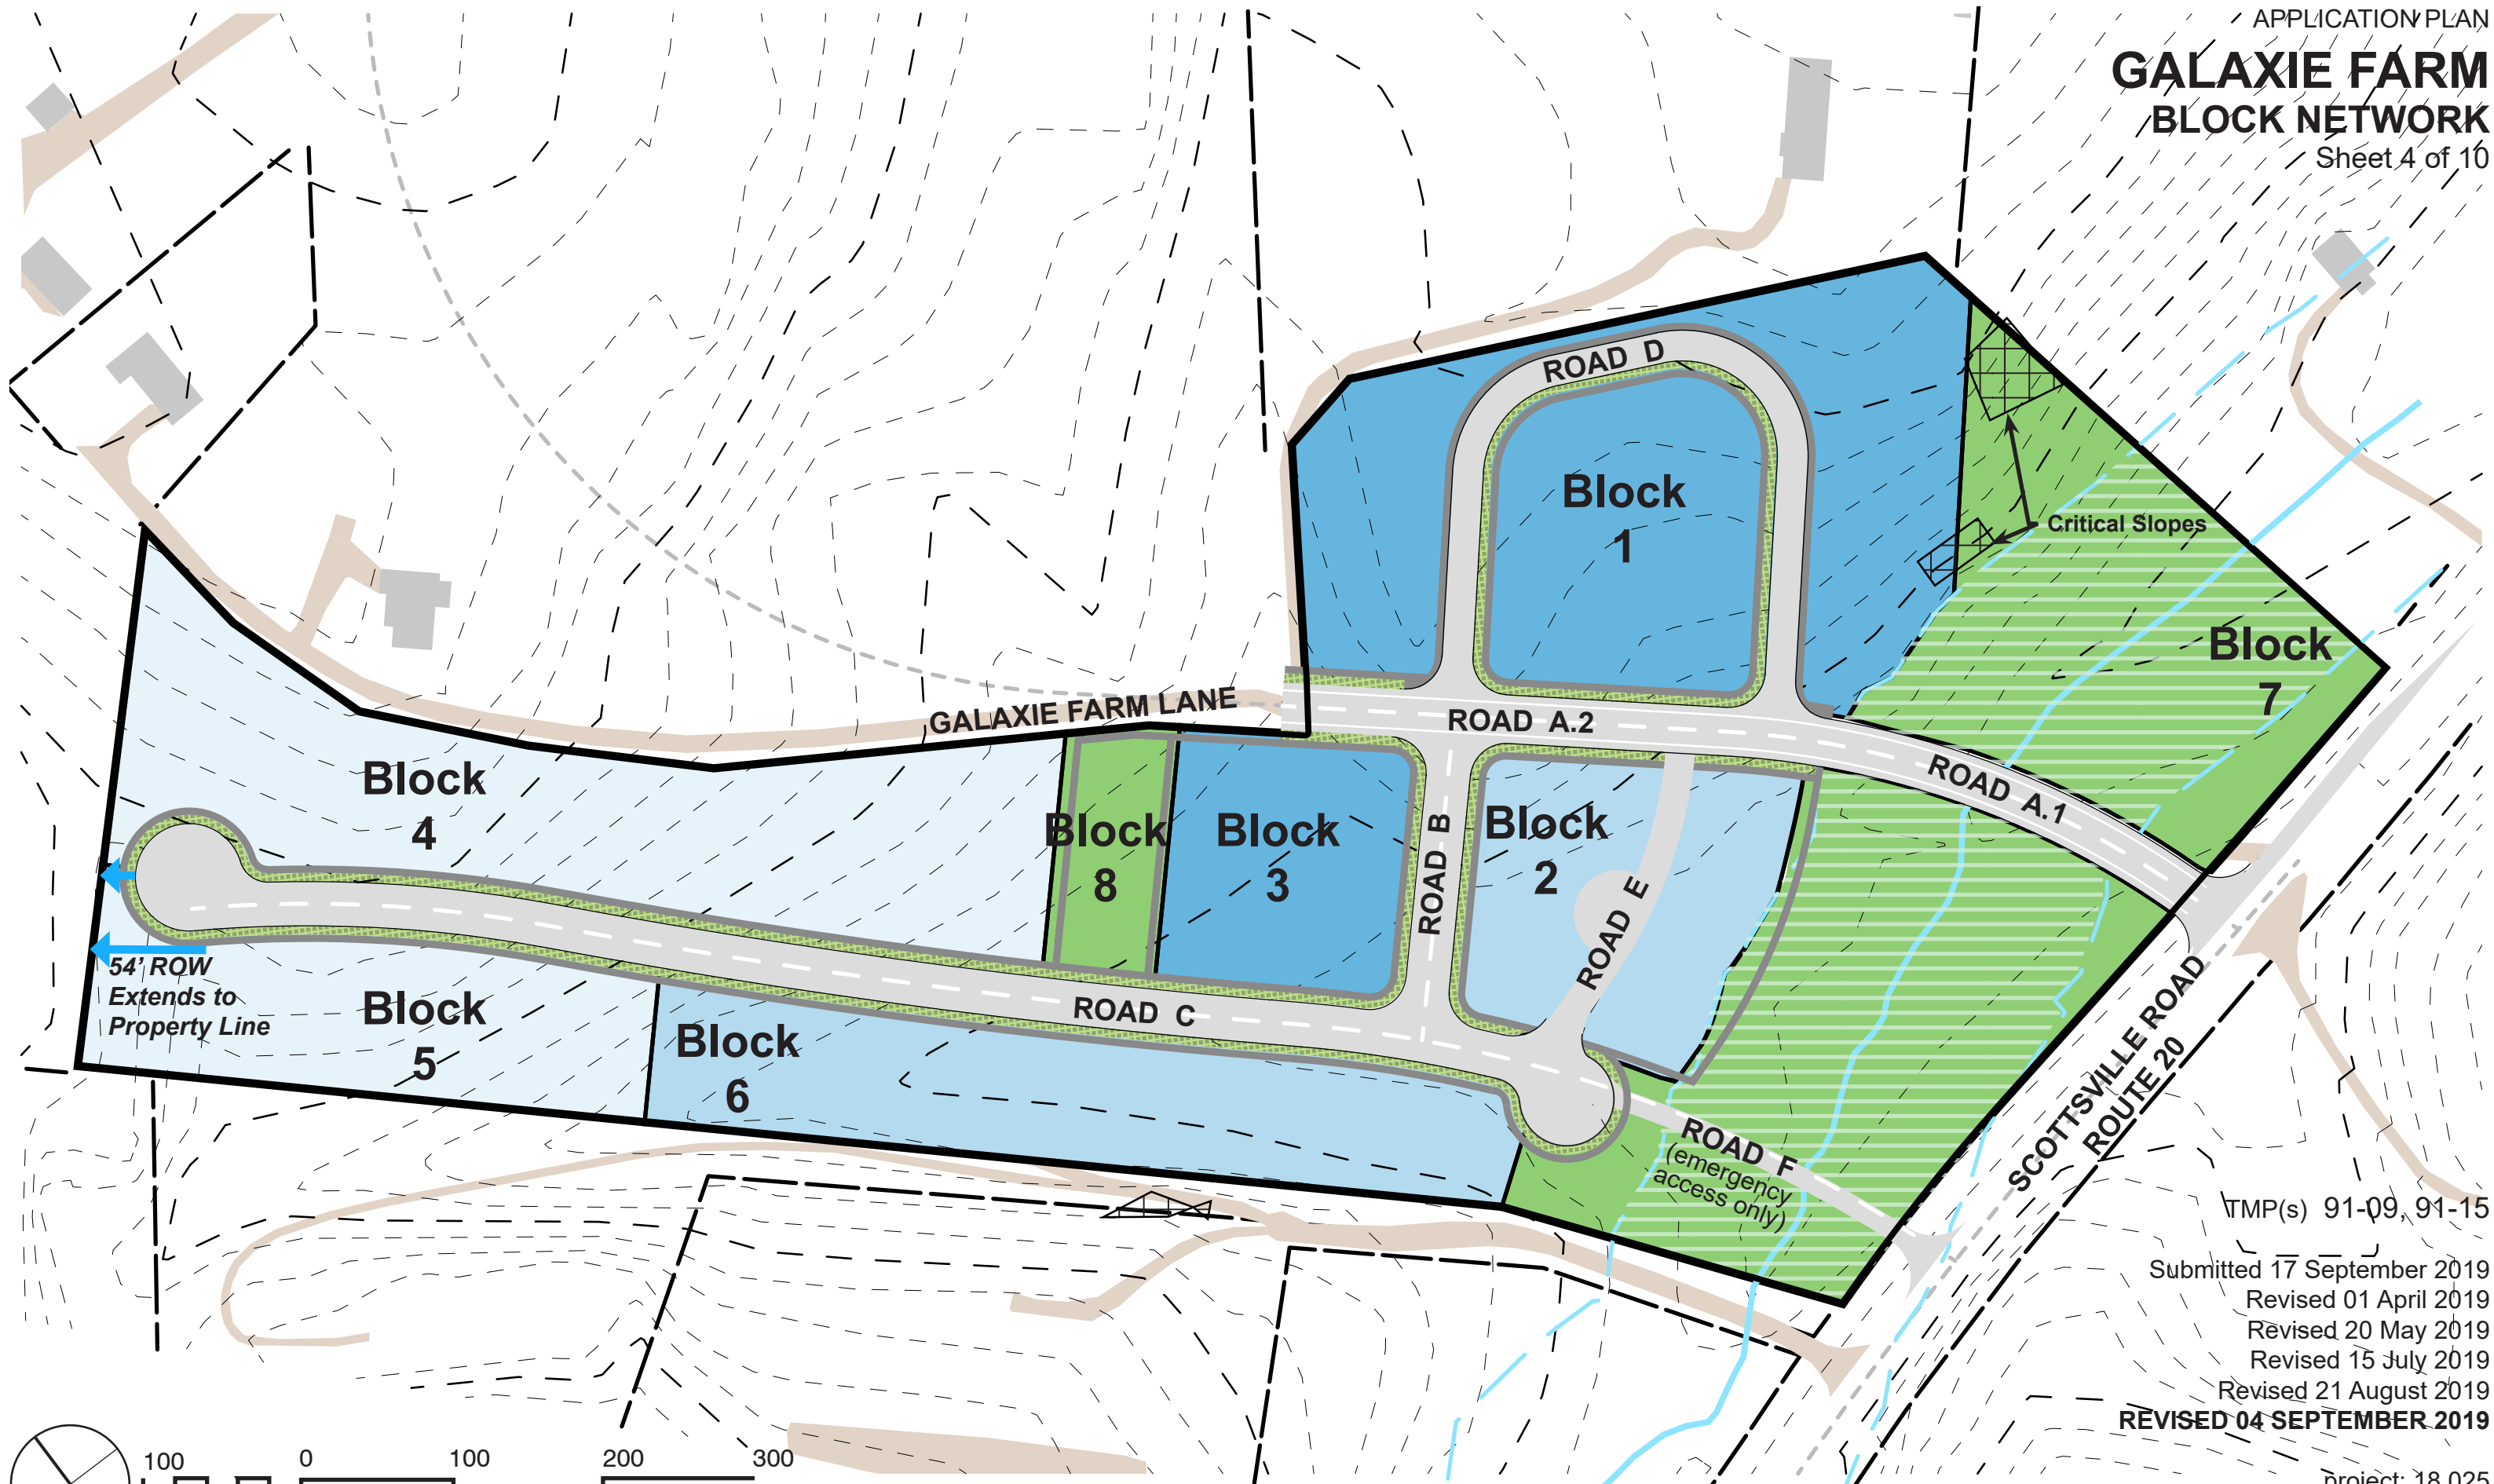 APPLICATION PLAN
GALAXIE FARM
BLOCK NETWORK
Sheet 4 of 10
ROAD D
Block
1
Critical Slopes
Block
7
GALAXIE FARM LANE
ROAD A.2
ROAD A.1
Block
4
Block
8
Block
3
ROAD B
Block
2
ROAD E
54' ROW
Extends to
Property Line
Block
5
Block
6
ROAD C
ROAD F
(emergency
access only)
SCOTTSVILLE ROAD
ROUTE 20
TMP(s) 91-09, 91-15
Submitted 17 September 2019
Revised 01 April 2019
Revised 20 May 2019
Revised 15 July 2019
Revised 21 August 2019
REVISED 04 SEPTEMBER 2019
100 0 100 200 300
project: 18.025